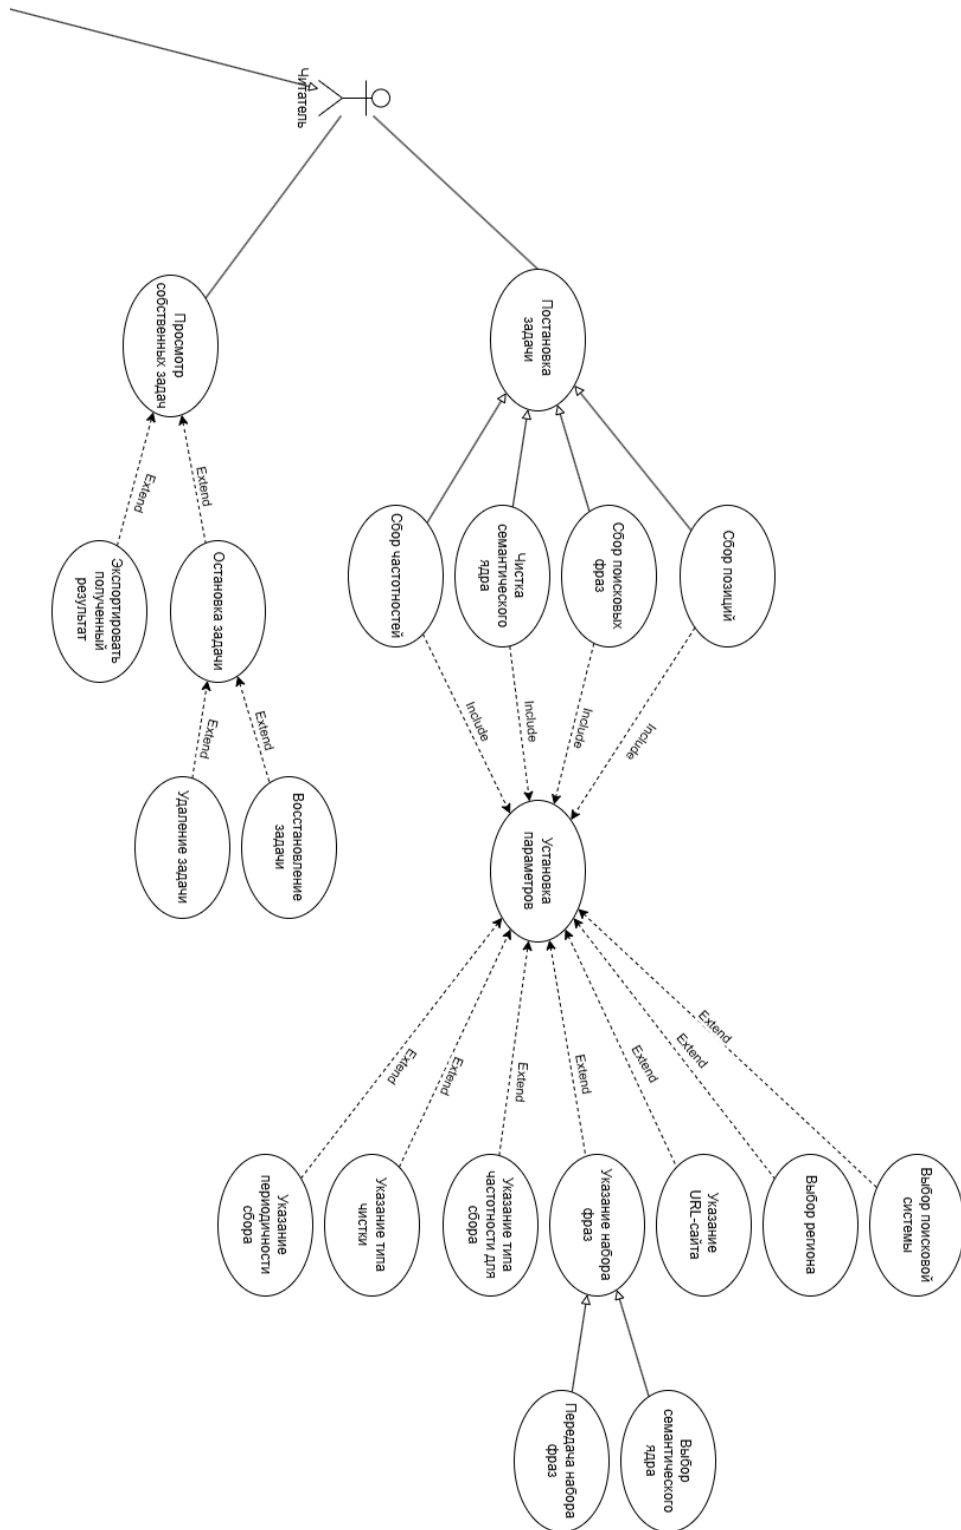 Читатель
Постановка
задачи
Просмотр
собственных задач
Сбор позиций
Сбор поисковых
фраз
Чистка
семантического
ядра
Сбор частотностей
Extend
Extend
Остановка задачи
Экспортировать
полученный
результат
Include
Include
Include
Include
Extend
Extend
Восстановление
задачи
Удаление задачи
Установка
параметров
Extend
Extend
Extend
Extend
Extend
Extend
Extend
Выбор поисковой
системы
Выбор региона
Указание
URL-сайта
Указание набора
фраз
Указание типа
частотности для
сбора
Указание типа
чистки
Указание
периодичности
сбора
Выбор
семантического
ядра
Передача набора
фраз